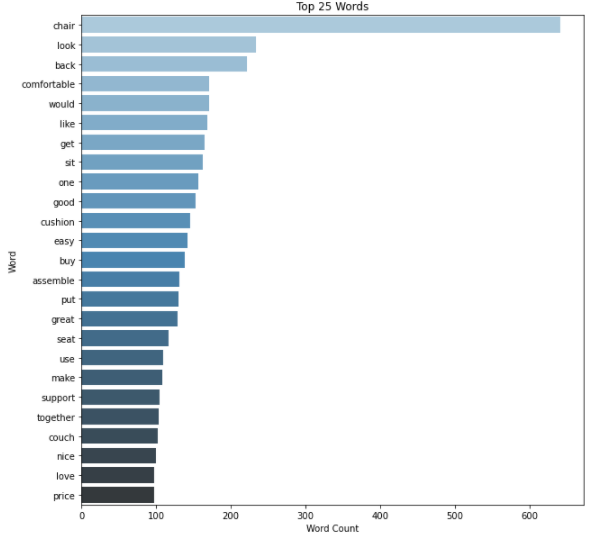 Top 25 Words
chair
look
back
comfortable
would
like
get
sit
one
good
cushion
easy
buy
assemble
put
great
seat
use
make
support
together
couch
nice
love
price
Word
0 100 200 300 400 500 600
Word Count